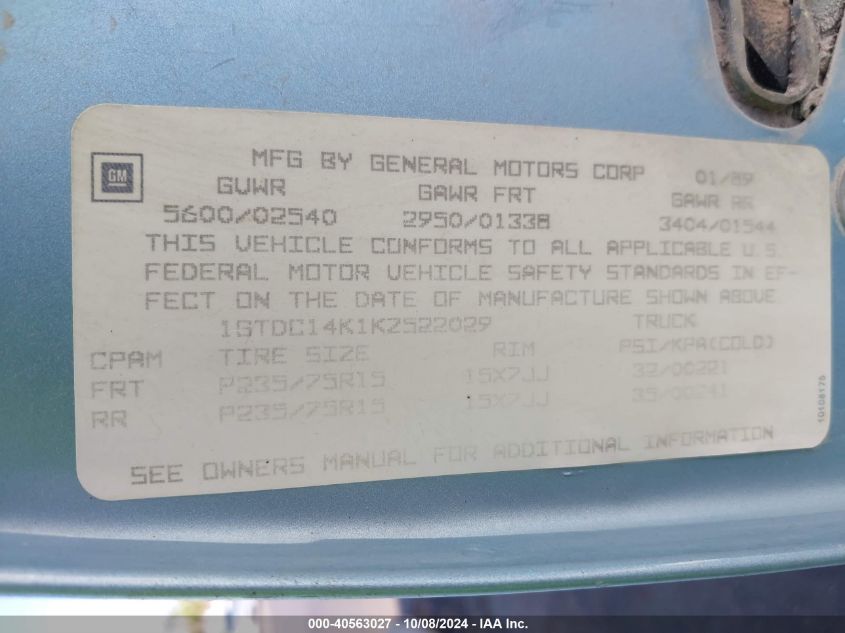 MFG BY GENERAL MOTORS CORP 01/89
GM
GVWR GAWR FRT GAWR RR
5600/02540 2950/01338 3404/01544
THIS VEHICLE CONFORMS TO ALL APPLICABLE U.S.
FEDERAL MOTOR VEHICLE SAFETY STANDARDS IN EF-
FECT ON THE DATE OF MANUFACTURE SHOWN ABOVE
1GTDC14K1KZ522029 TRUCK
CPAM TIRE SIZE RIM PSI/KPA(COLD)
FRT P235/75R15 15X7JJ 32/00221
RR P235/75R15 15X7JJ 35/00241
SEE OWNERS MANUAL FOR ADDITIONAL INFORMATION
10108175
000-40563027 - 10/08/2024 - IAA Inc.